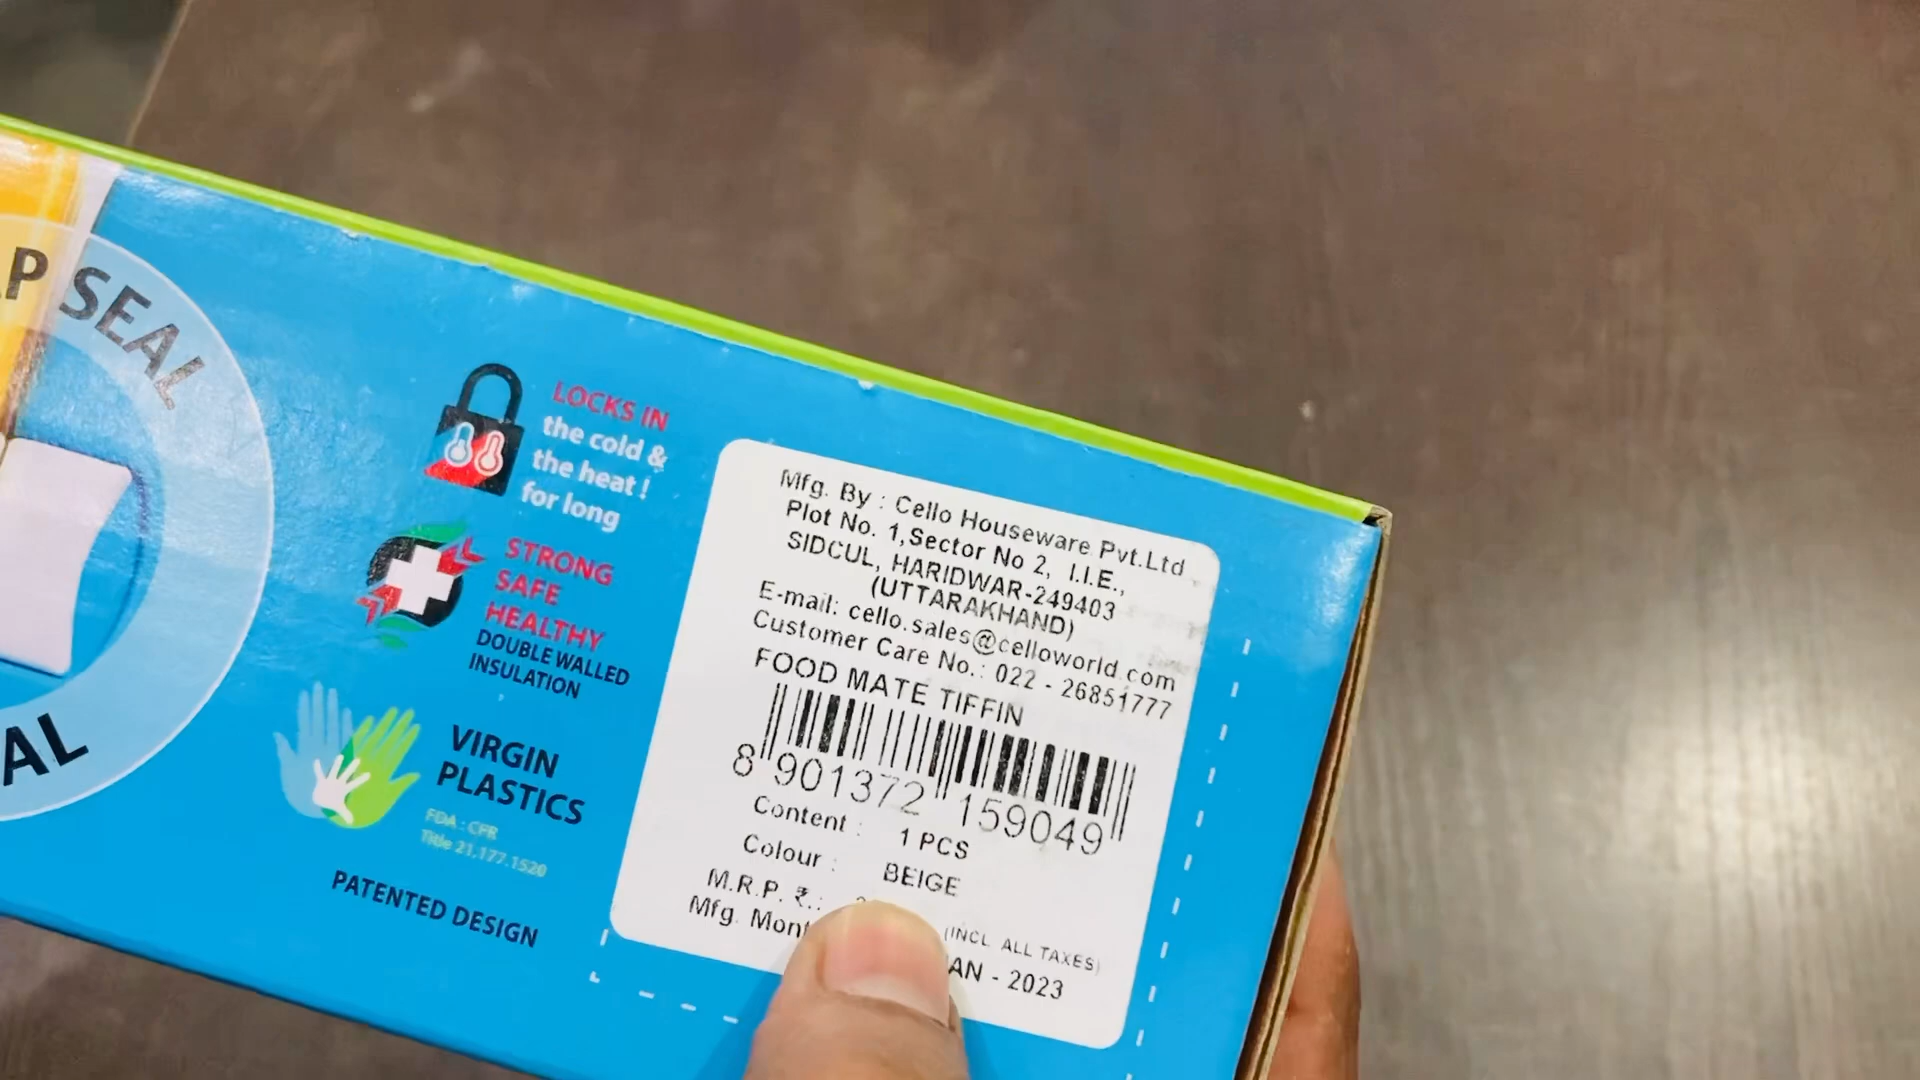 SEAL
AL
LOCKS IN
the cold &
the heat !
for long
STRONG
SAFE
HEALTHY
DOUBLE WALLED
INSULATION
VIRGIN
PLASTICS
FDA : CFR
Title 21.177.1520
PATENTED DESIGN
Mfg. By : Cello Houseware Pvt.Ltd.
Plot No. 1,Sector No 2, I.I.E.,
SIDCUL, HARIDWAR-249403
(UTTARAKHAND)
E-mail: cello.sales@celloworld.com
Customer Care No.: 022 - 26851777
FOOD MATE TIFFIN
8 901372 159049
Content : 1 PCS
Colour : BEIGE
M.R.P. ₹.: (INCL. ALL TAXES)
Mfg. Mont AN - 2023